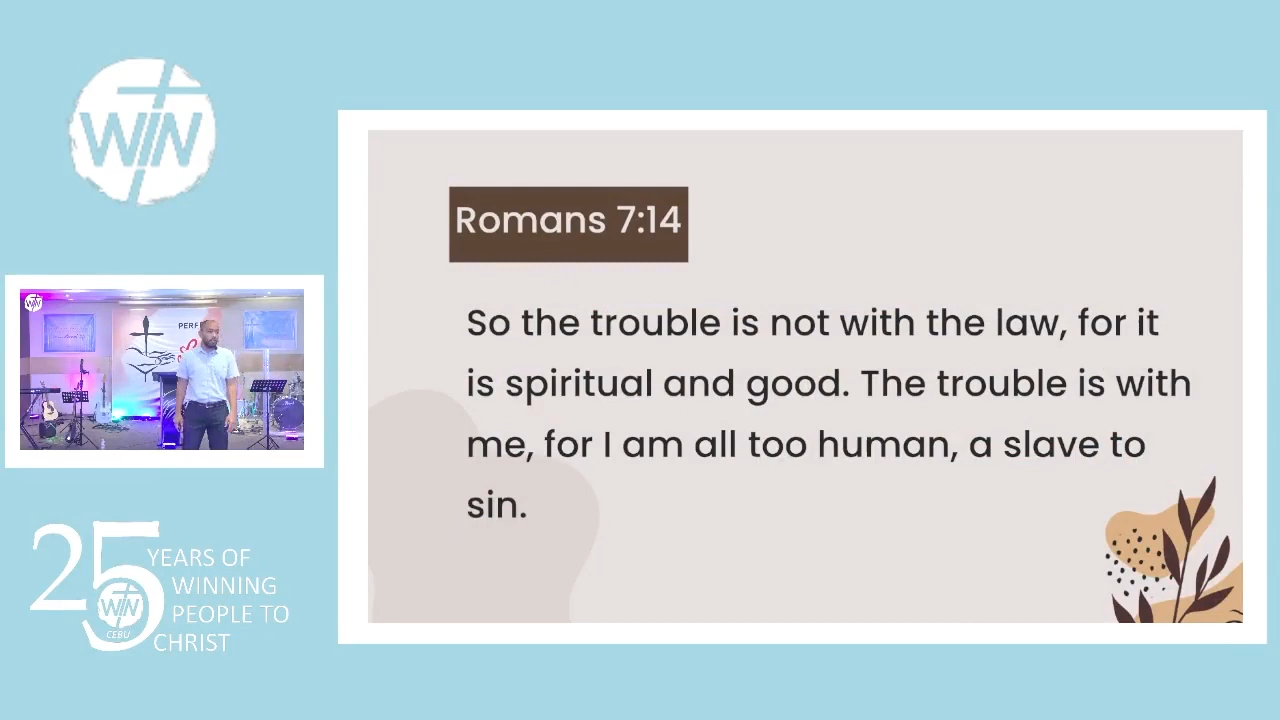 WIN
Romans 7:14
So the trouble is not with the law, for it
is spiritual and good. The trouble is with
me, for I am all too human, a slave to
sin.
WIN
PERFE
25 YEARS OF
WINNING
PEOPLE TO
CHRIST
WIN
CEBU